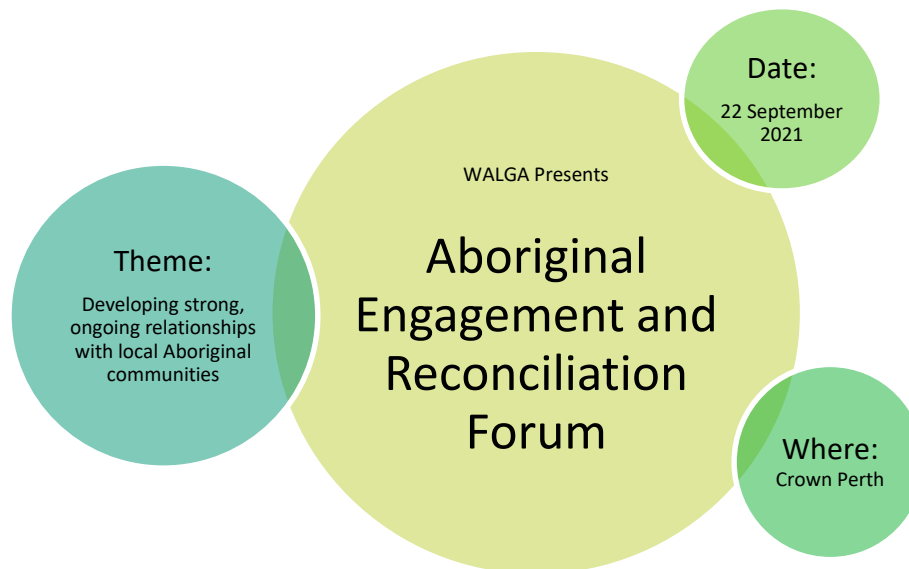 WALGA Presents
Aboriginal
Engagement and
Reconciliation
Forum
Theme:
Developing strong,
ongoing relationships
with local Aboriginal
communities
Date:
22 September
2021
Where:
Crown Perth